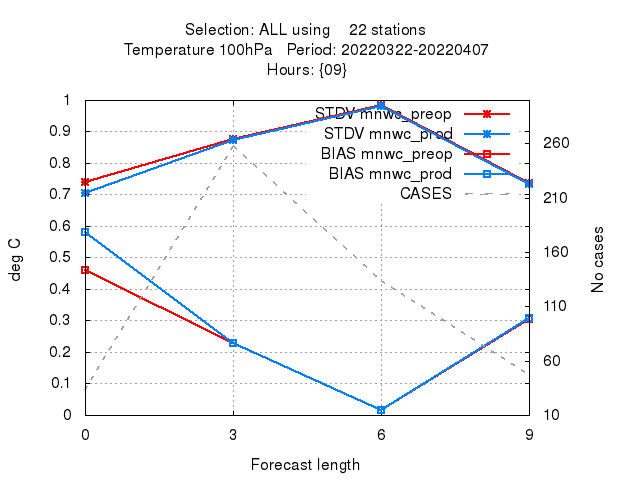 Selection: ALL using    22 stations
Temperature 100hPa   Period: 20220322-20220407
Hours: {09}
1
0.9
0.8
0.7
0.6
0.5
0.4
0.3
0.2
0.1
0
deg C
STDV mnwc_preop
STDV mnwc_prod
BIAS mnwc_preop
BIAS mnwc_prod
CASES
260
210
160
110
60
10
No cases
0 3 6 9
Forecast length